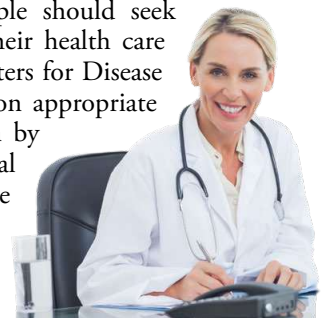 ple should seek
heir health care
ters for Disease
on appropriate
by
al
e